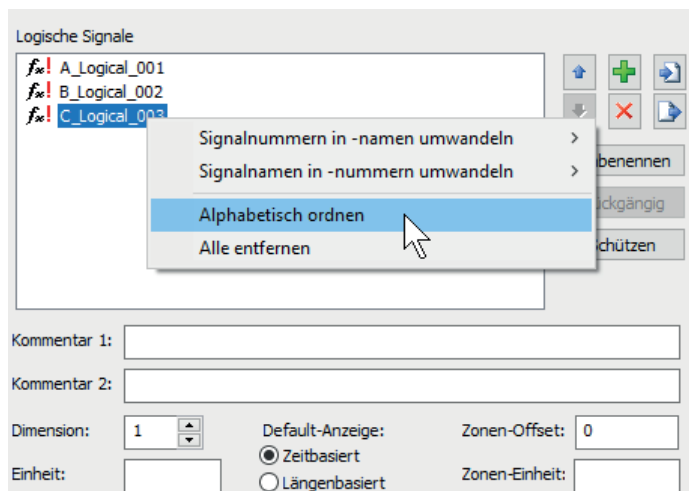 Logische Signale
A_Logical_001
B_Logical_002
C_Logical_003
Signalnummern in -namen umwandeln
Signalnamen in -nummern umwandeln
Alphabetisch ordnen
Alle entfernen
Kommentar 1:
Kommentar 2:
Dimension: 1 Default-Anzeige: Zonen-Offset: 0
Zeitbasiert
Einheit: Längenbasiert Zonen-Einheit: